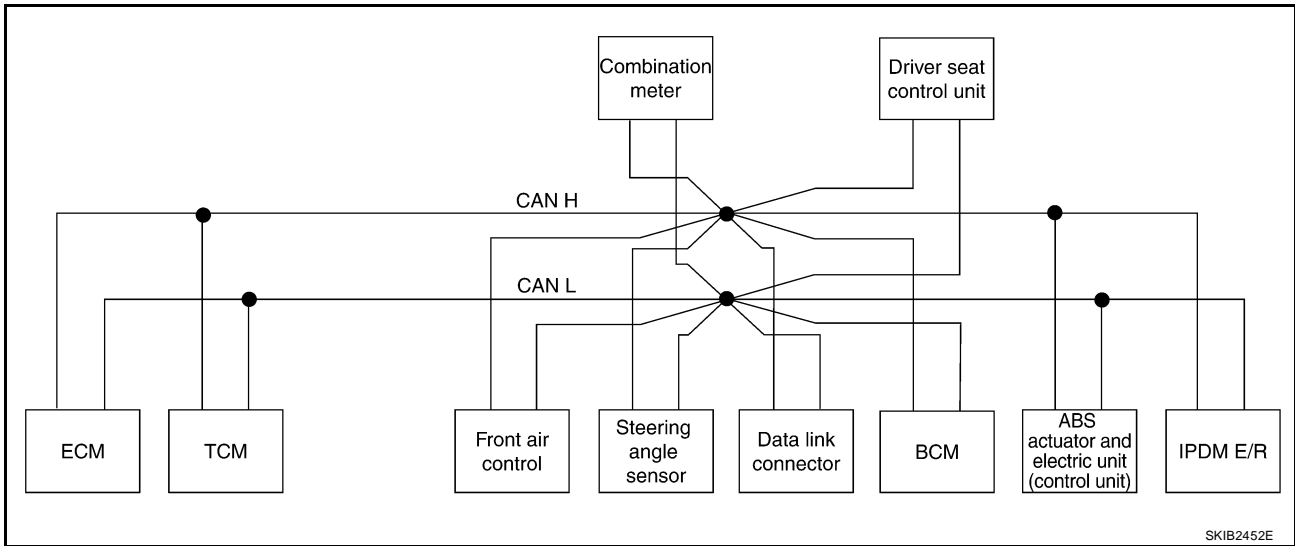 Combination
meter
Driver seat
control unit
CAN H
CAN L
ECM
TCM
Front air
control
Steering
angle
sensor
Data link
connector
BCM
ABS
actuator and
electric unit
(control unit)
IPDM E/R
SKIB2452E